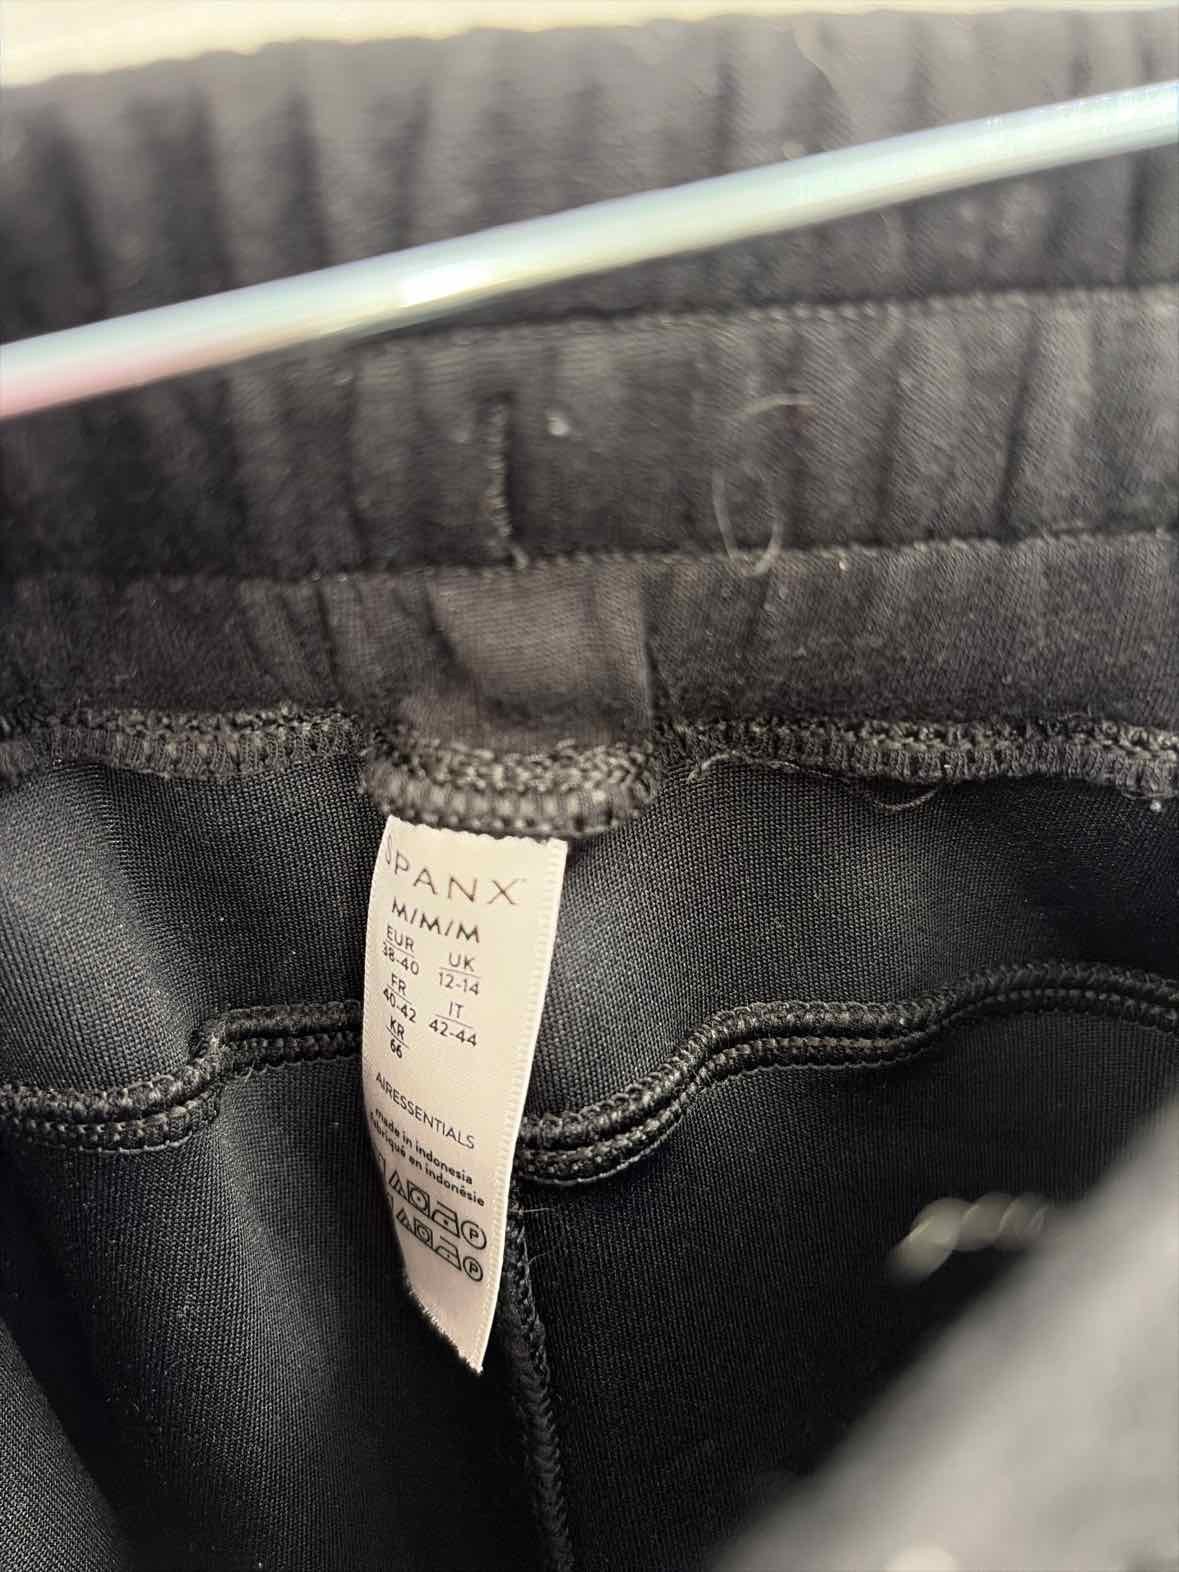 SPANX
M/M/M
EUR
38-40
UK
12-14
FR
40-42
IT
42-44
KR
66
AIRESSENTIALS
made in indonesia
fabriqué en indonésie
P
P